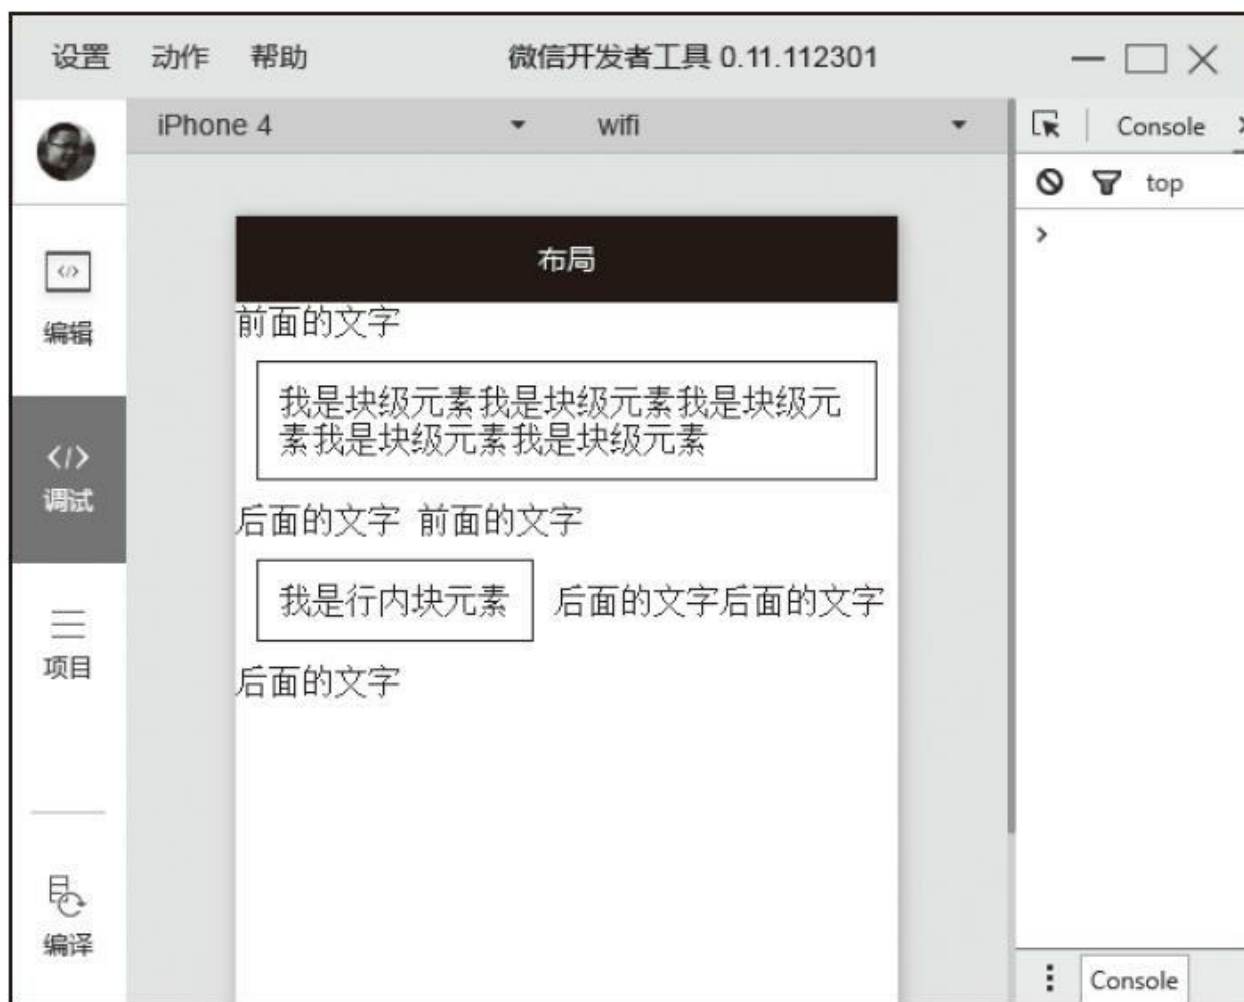 设置 动作 帮助 微信开发者工具 0.11.112301
iPhone 4 wifi
Console
top
布局
前面的文字
我是块级元素我是块级元素我是块级元
素我是块级元素我是块级元素
后面的文字 前面的文字
我是行内块元素 后面的文字后面的文字
后面的文字
</> 编辑
</> 调试
项目
编译
Console